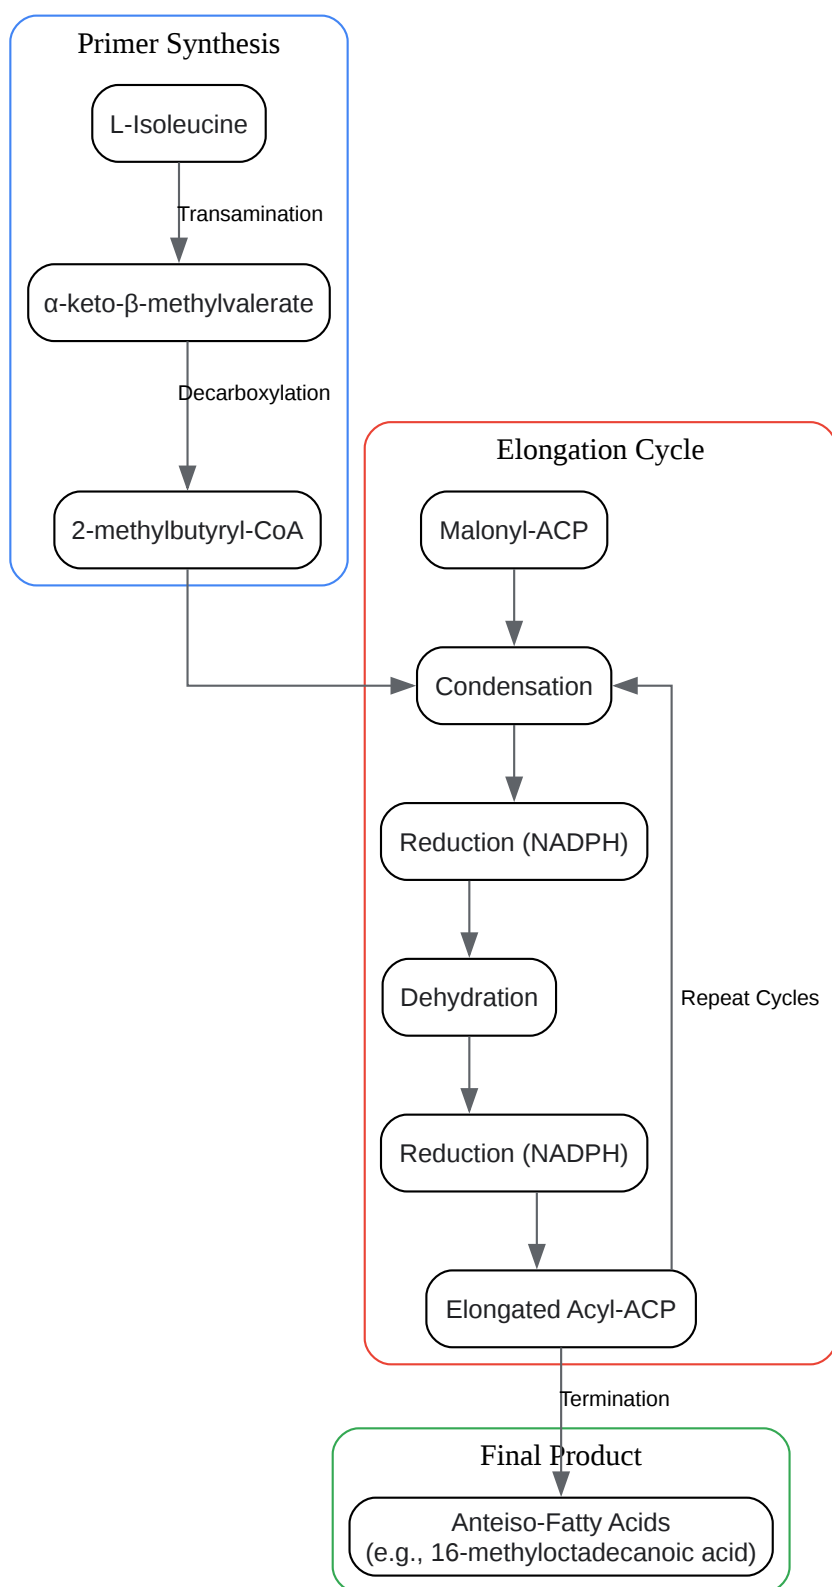 Primer Synthesis
L-Isoleucine
Transamination
α-keto-β-methylvalerate
Decarboxylation
2-methylbutyryl-CoA
Elongation Cycle
Malonyl-ACP
Condensation
Reduction (NADPH)
Dehydration
Repeat Cycles
Reduction (NADPH)
Elongated Acyl-ACP
Termination
Final Product
Anteiso-Fatty Acids
(e.g., 16-methyloctadecanoic acid)